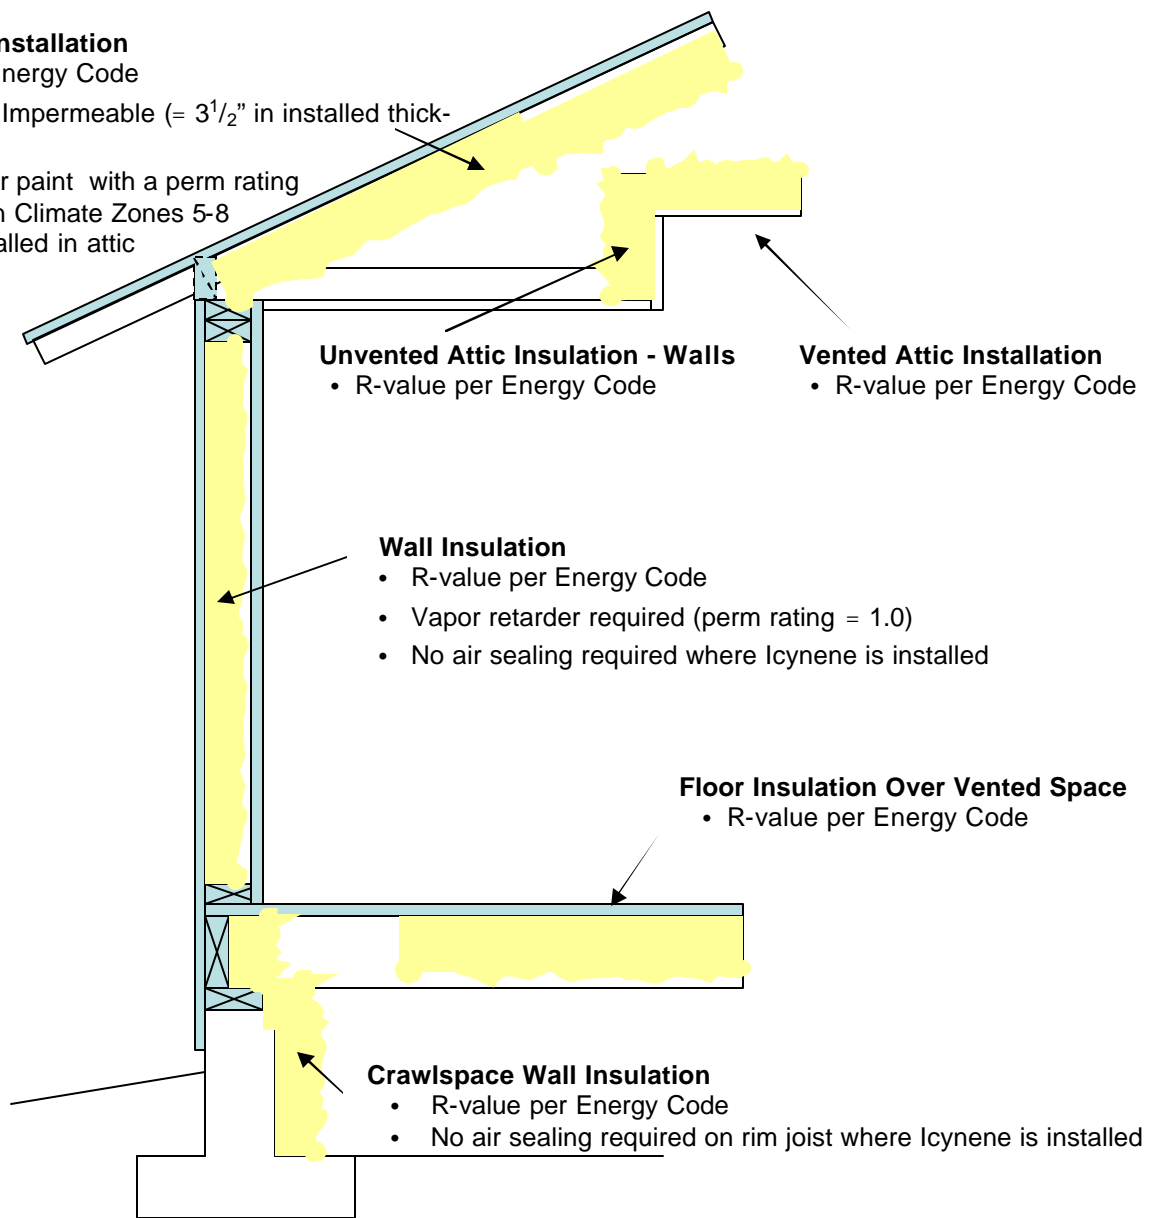 nstallation
nergy Code
Impermeable (= 3¹/₂” in installed thick-
r paint with a perm rating
n Climate Zones 5-8
alled in attic
Unvented Attic Insulation - Walls
• R-value per Energy Code
Vented Attic Installation
• R-value per Energy Code
Wall Insulation
• R-value per Energy Code
• Vapor retarder required (perm rating = 1.0)
• No air sealing required where Icynene is installed
Floor Insulation Over Vented Space
• R-value per Energy Code
Crawlspace Wall Insulation
• R-value per Energy Code
• No air sealing required on rim joist where Icynene is installed